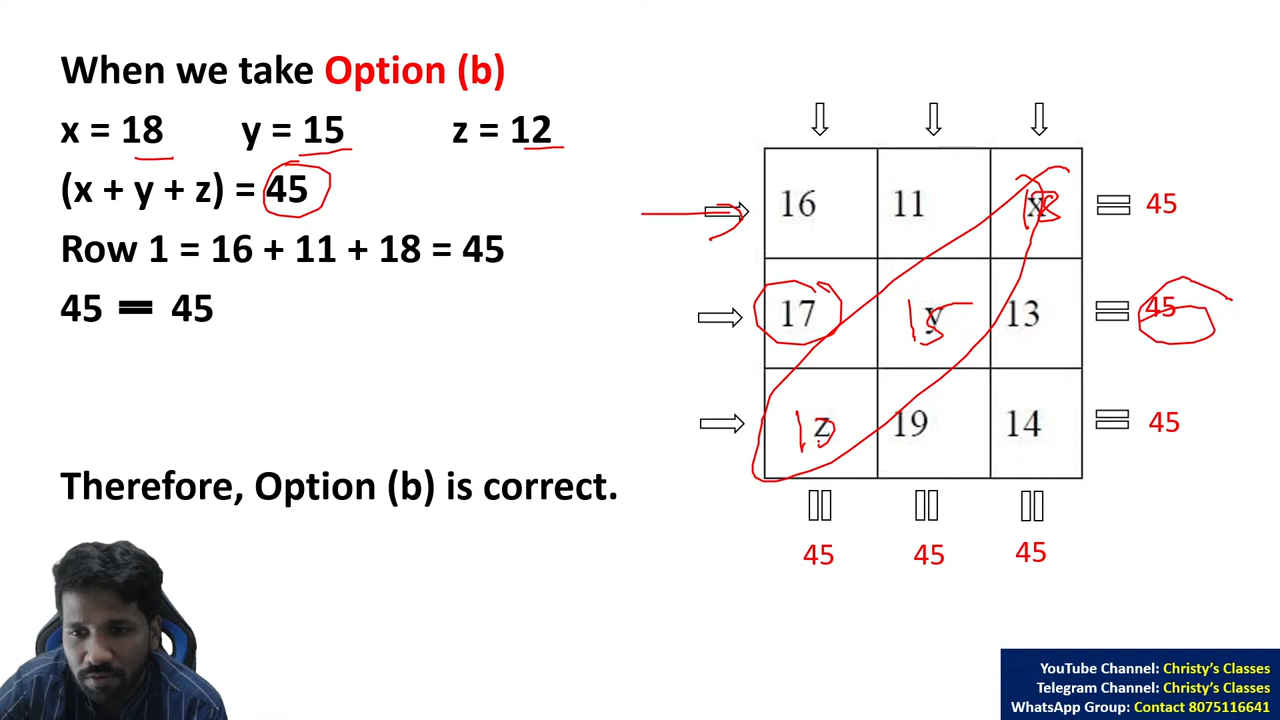 When we take Option (b)
x = 18 y = 15 z = 12
(x + y + z) = 45
Row 1 = 16 + 11 + 18 = 45
45 = 45
Therefore, Option (b) is correct.
16 11 x 18 = 45
17 y 15 13 = 45
z 19 14 = 45
45 45 45
YouTube Channel: Christy's Classes
Telegram Channel: Christy's Classes
WhatsApp Group: Contact 8075116641